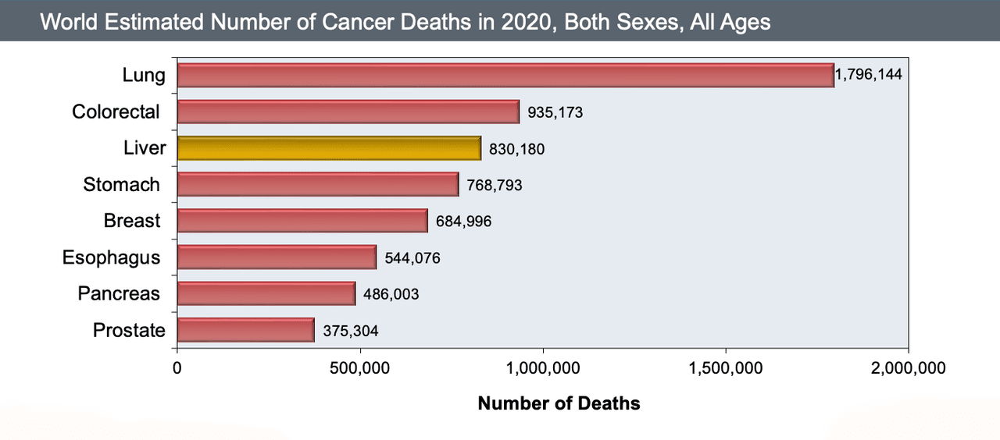 World Estimated Number of Cancer Deaths in 2020, Both Sexes, All Ages
Lung 1,796,144
Colorectal 935,173
Liver 830,180
Stomach 768,793
Breast 684,996
Esophagus 544,076
Pancreas 486,003
Prostate 375,304
0 500,000 1,000,000 1,500,000 2,000,000
Number of Deaths